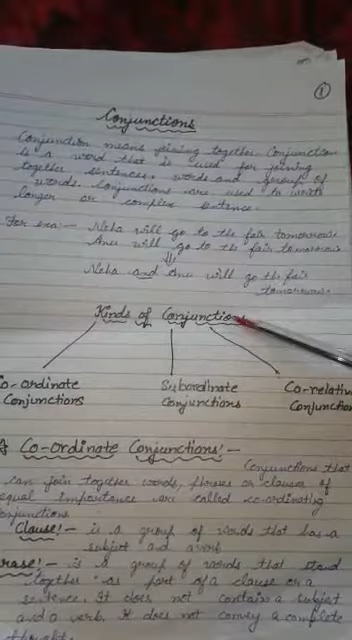 1
Conjunctions
Conjunction means joining together. Conjunction
is a word that is used for joining
together sentences, words and group of
words. Conjunctions are used to write
longer or complex sentence.
For exa:- Neha will go to the fair tomorrow.
Anu will go to the fair tomorrow
⇓
Neha and Anu will go the fair
tomorrow.
Kinds of Conjunctions
o-ordinate Subordinate Co-relative
Conjunctions Conjunctions Conjunction
Co-ordinate Conjunctions:-
Conjunctions that
can join together words, phrases or clauses of
equal importance are called co-ordinating
onjunctions
Clause:- is a group of words that has a
subject and a verb
rase:- is a group of words that stand
together as part of a clause or a
sentence. It does not contain a subject
and a verb. It does not convey a complete
thought.